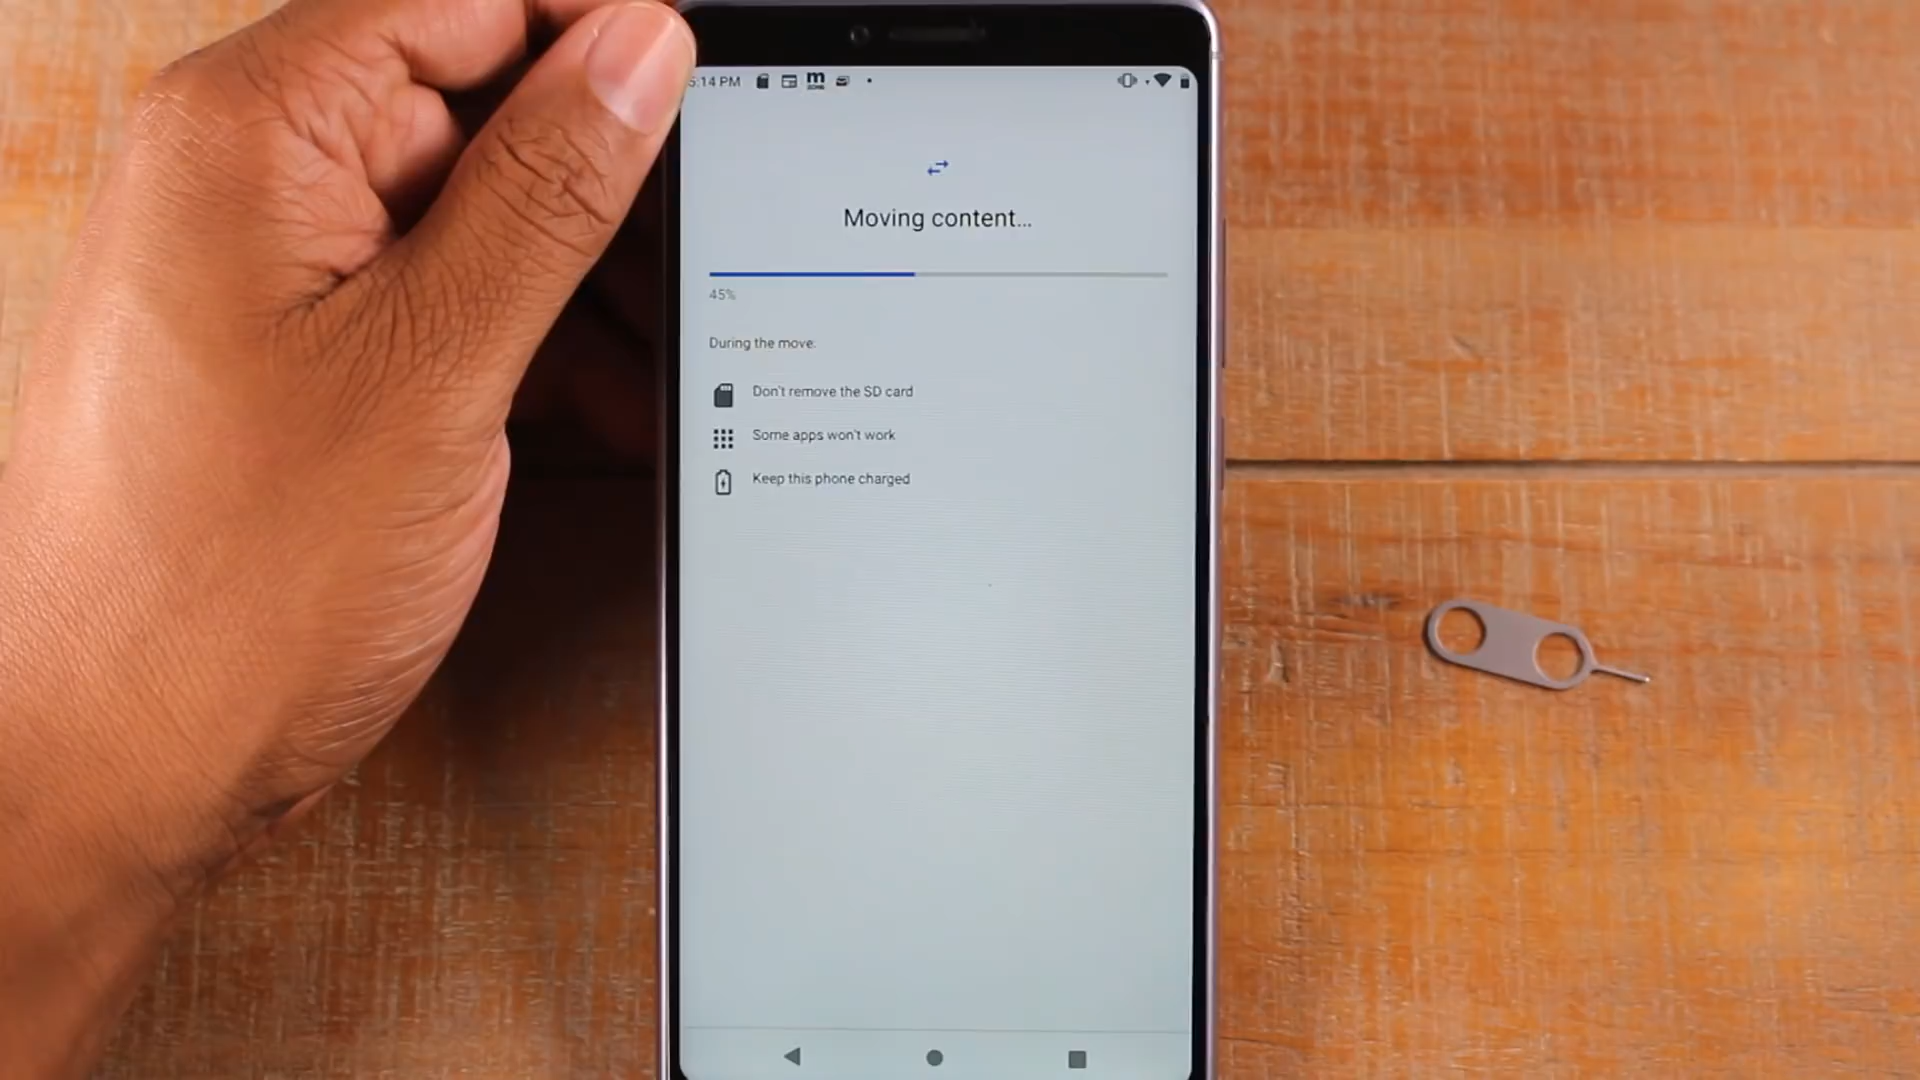 5:14 PM m
Moving content...
45%
During the move:
Don't remove the SD card
Some apps won't work
Keep this phone charged